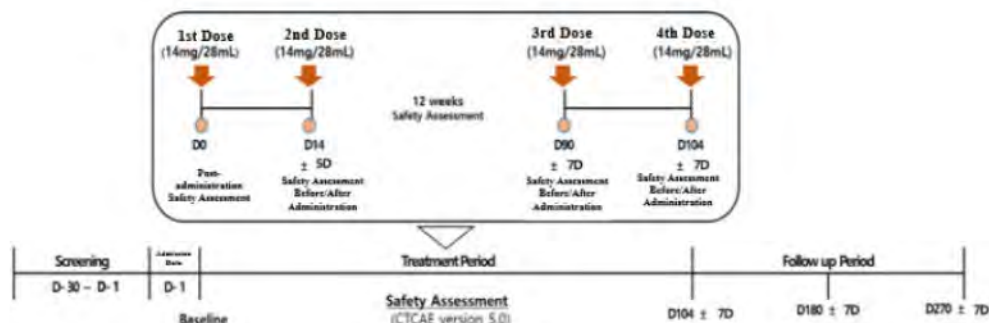 1st Dose
(14mg/28mL)
2nd Dose
(14mg/28mL)
3rd Dose
(14mg/28mL)
4th Dose
(14mg/28mL)
12 weeks
Safety Assessment
D0
Post-
administration
Safety Assessment
D14
± 5D
Safety Assessment
Before/After
Administration
D90
± 7D
Safety Assessment
Before/After
Administration
D104
± 7D
Safety Assessment
Before/After
Administration
Screening
Date
Treatment Period
Follow up Period
D-30 – D-1
D-1
Baseline
Safety Assessment
(CTCAE version 5.0)
D104 ± 7D
D180 ± 7D
D270 ± 7D